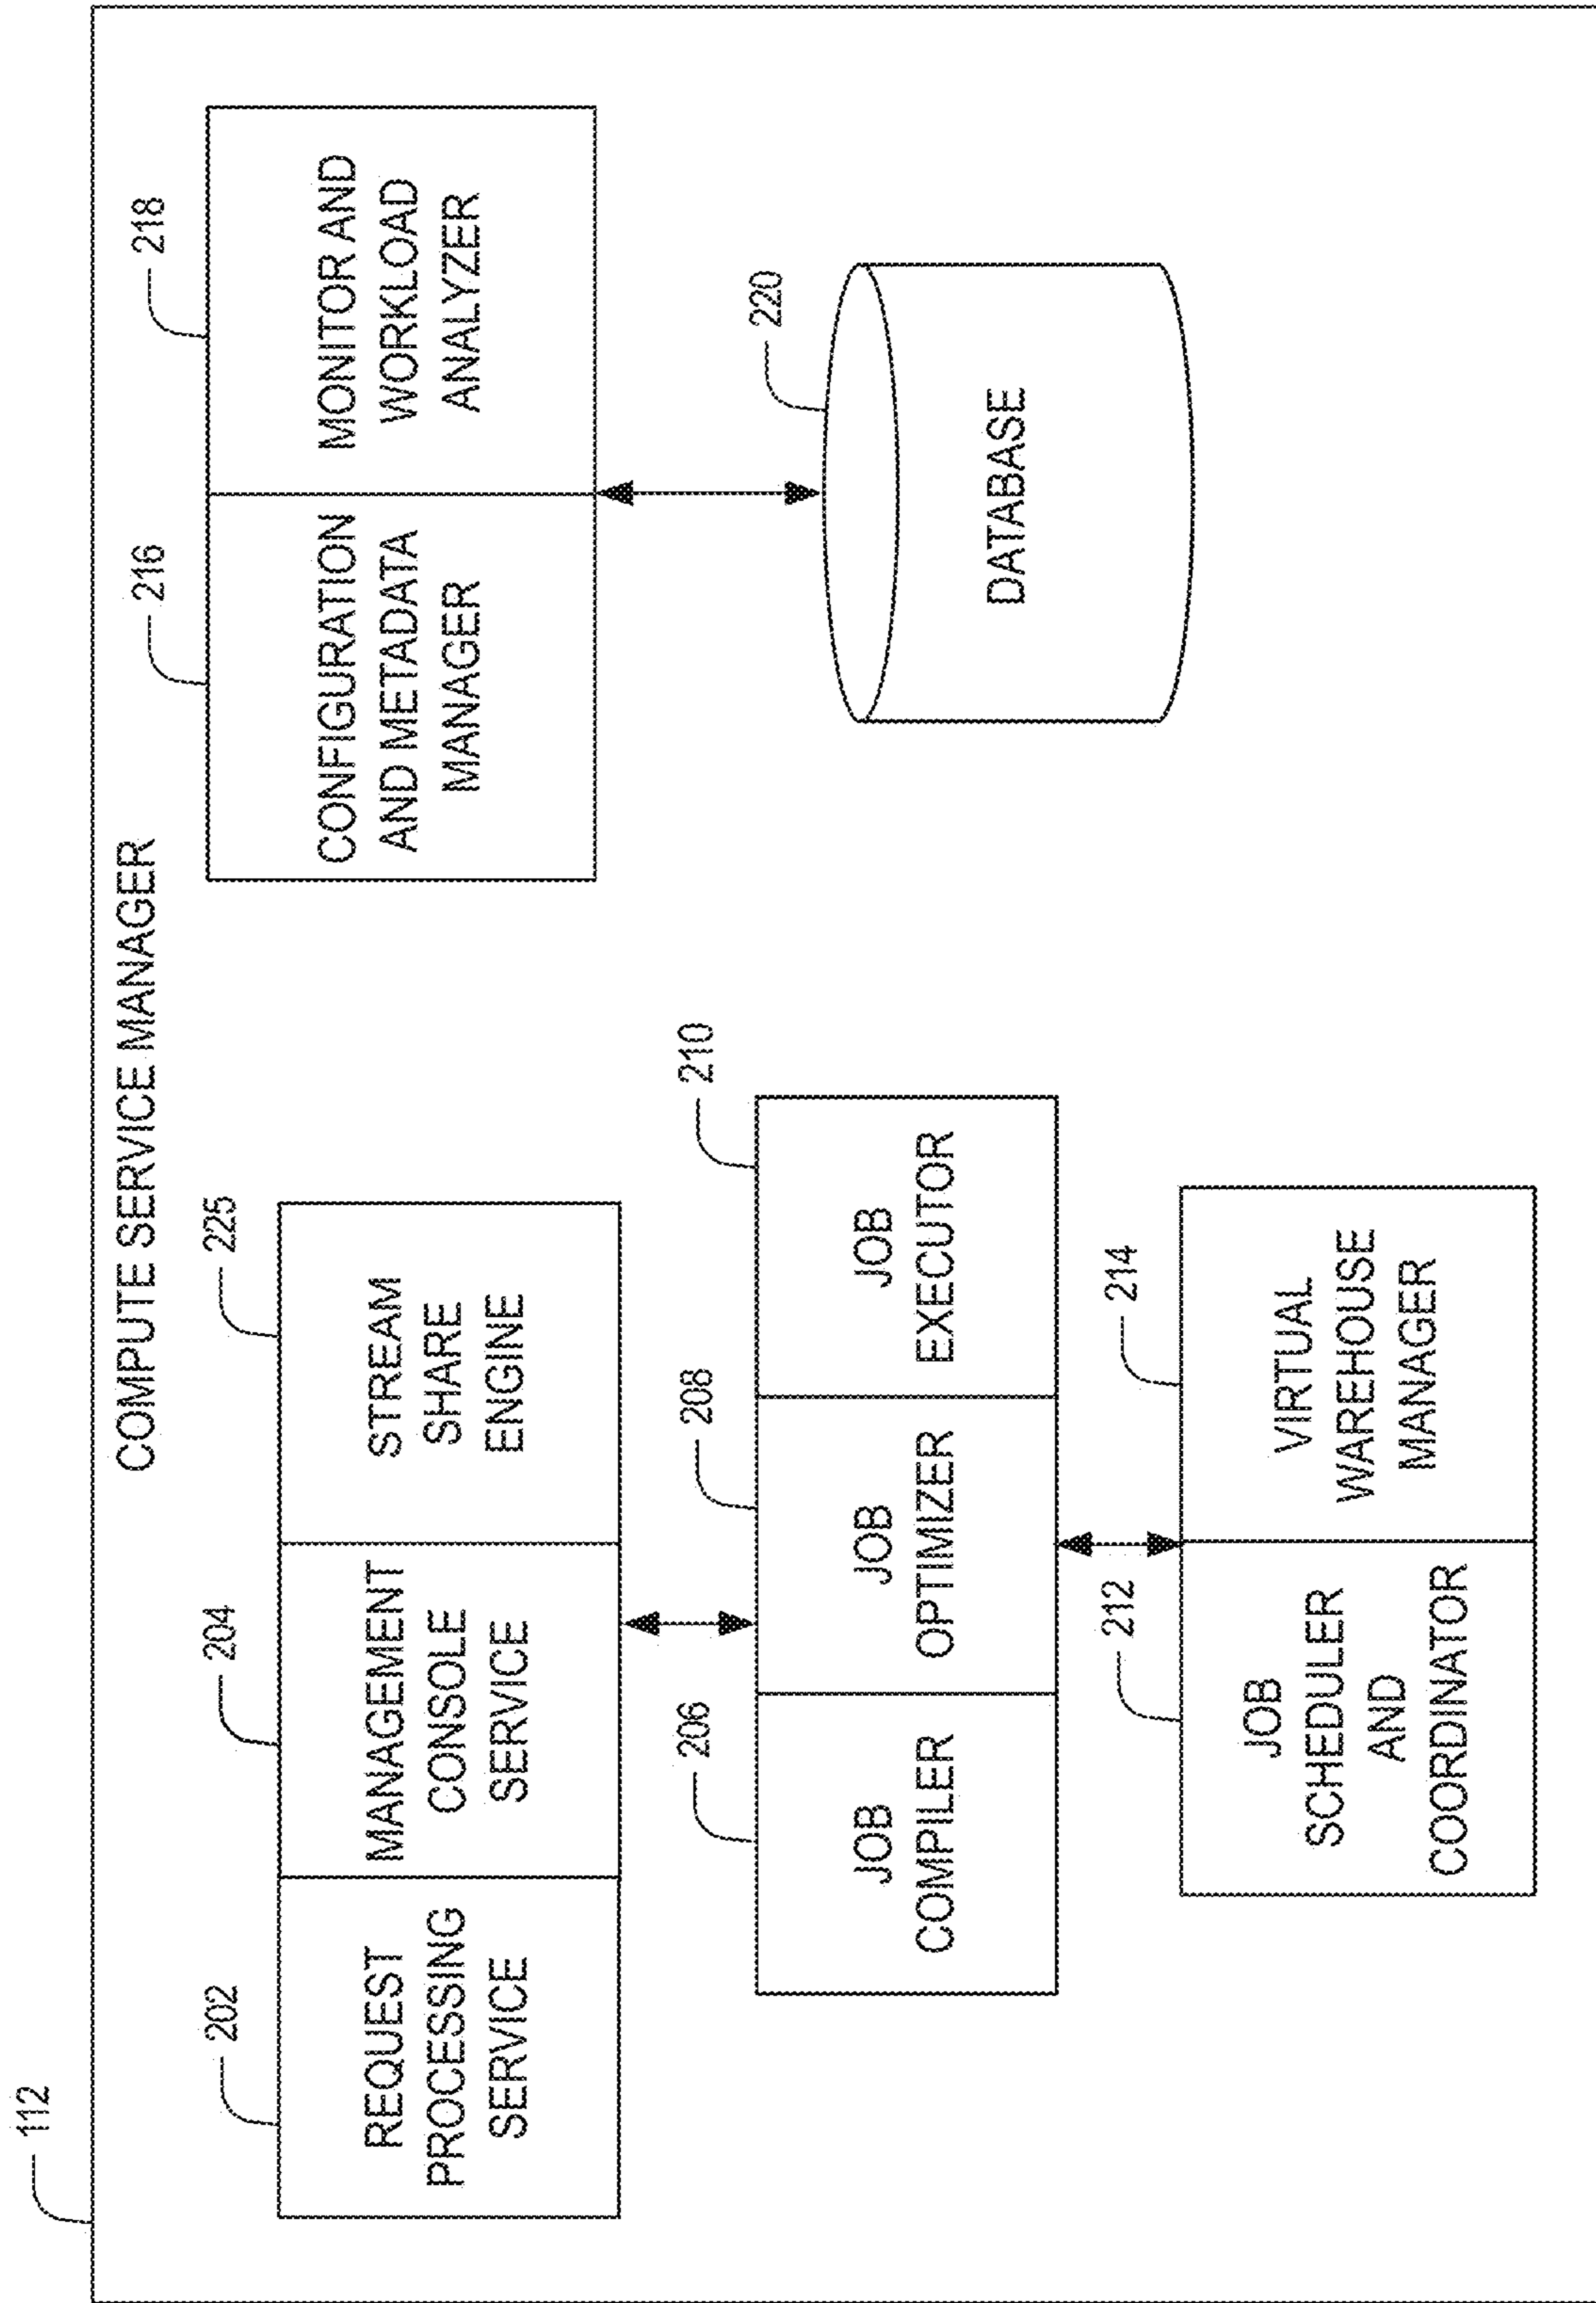 112
COMPUTE SERVICE MANAGER
202
REQUEST
PROCESSING
SERVICE
204
MANAGEMENT
CONSOLE
SERVICE
225
STREAM
SHARE
ENGINE
206
JOB
COMPILER
208
JOB
OPTIMIZER
210
JOB
EXECUTOR
212
JOB
SCHEDULER
AND
COORDINATOR
214
VIRTUAL
WAREHOUSE
MANAGER
216
CONFIGURATION
AND METADATA
MANAGER
218
MONITOR AND
WORKLOAD
ANALYZER
220
DATABASE